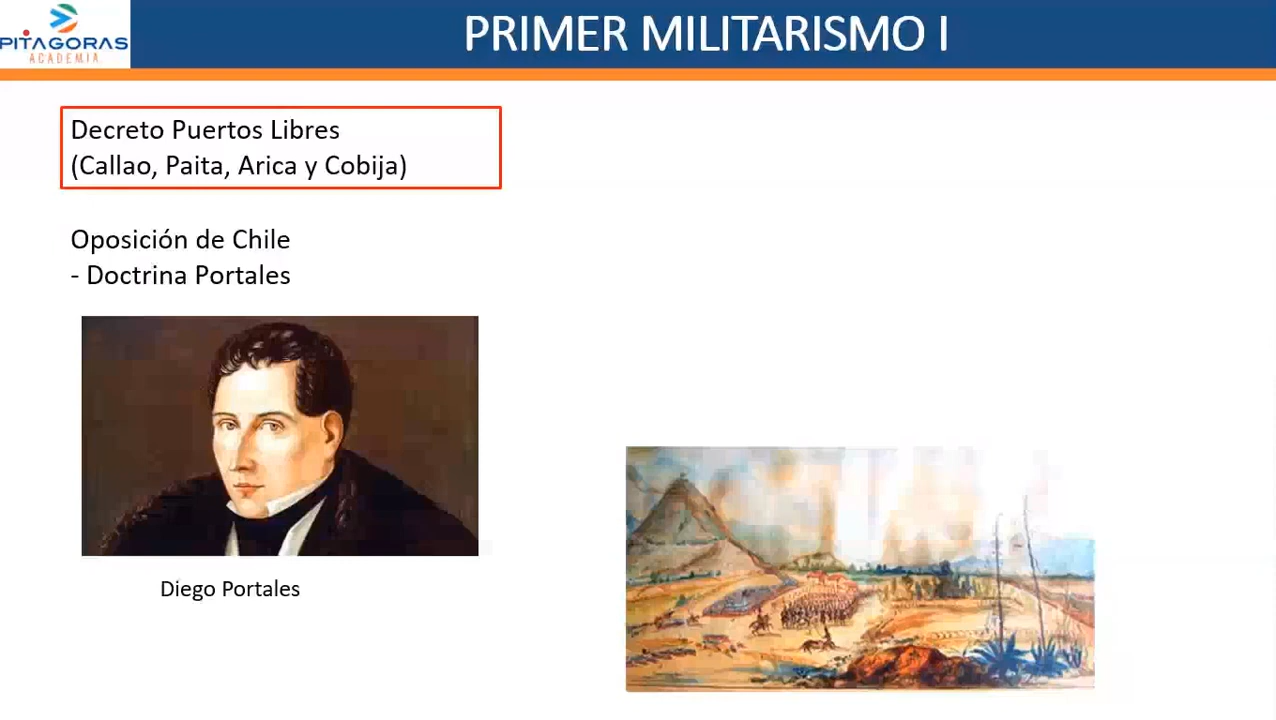 PITAGORAS
ACADEMIA
PRIMER MILITARISMO I
Decreto Puertos Libres
(Callao, Paita, Arica y Cobija)
Oposición de Chile
- Doctrina Portales
Diego Portales